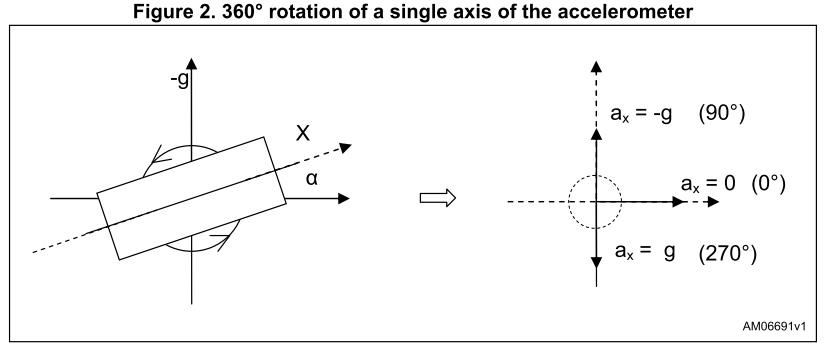 Figure 2. 360° rotation of a single axis of the accelerometer
-g
X
α
aₓ = -g (90°)
aₓ = 0 (0°)
aₓ = g (270°)
AM06691v1